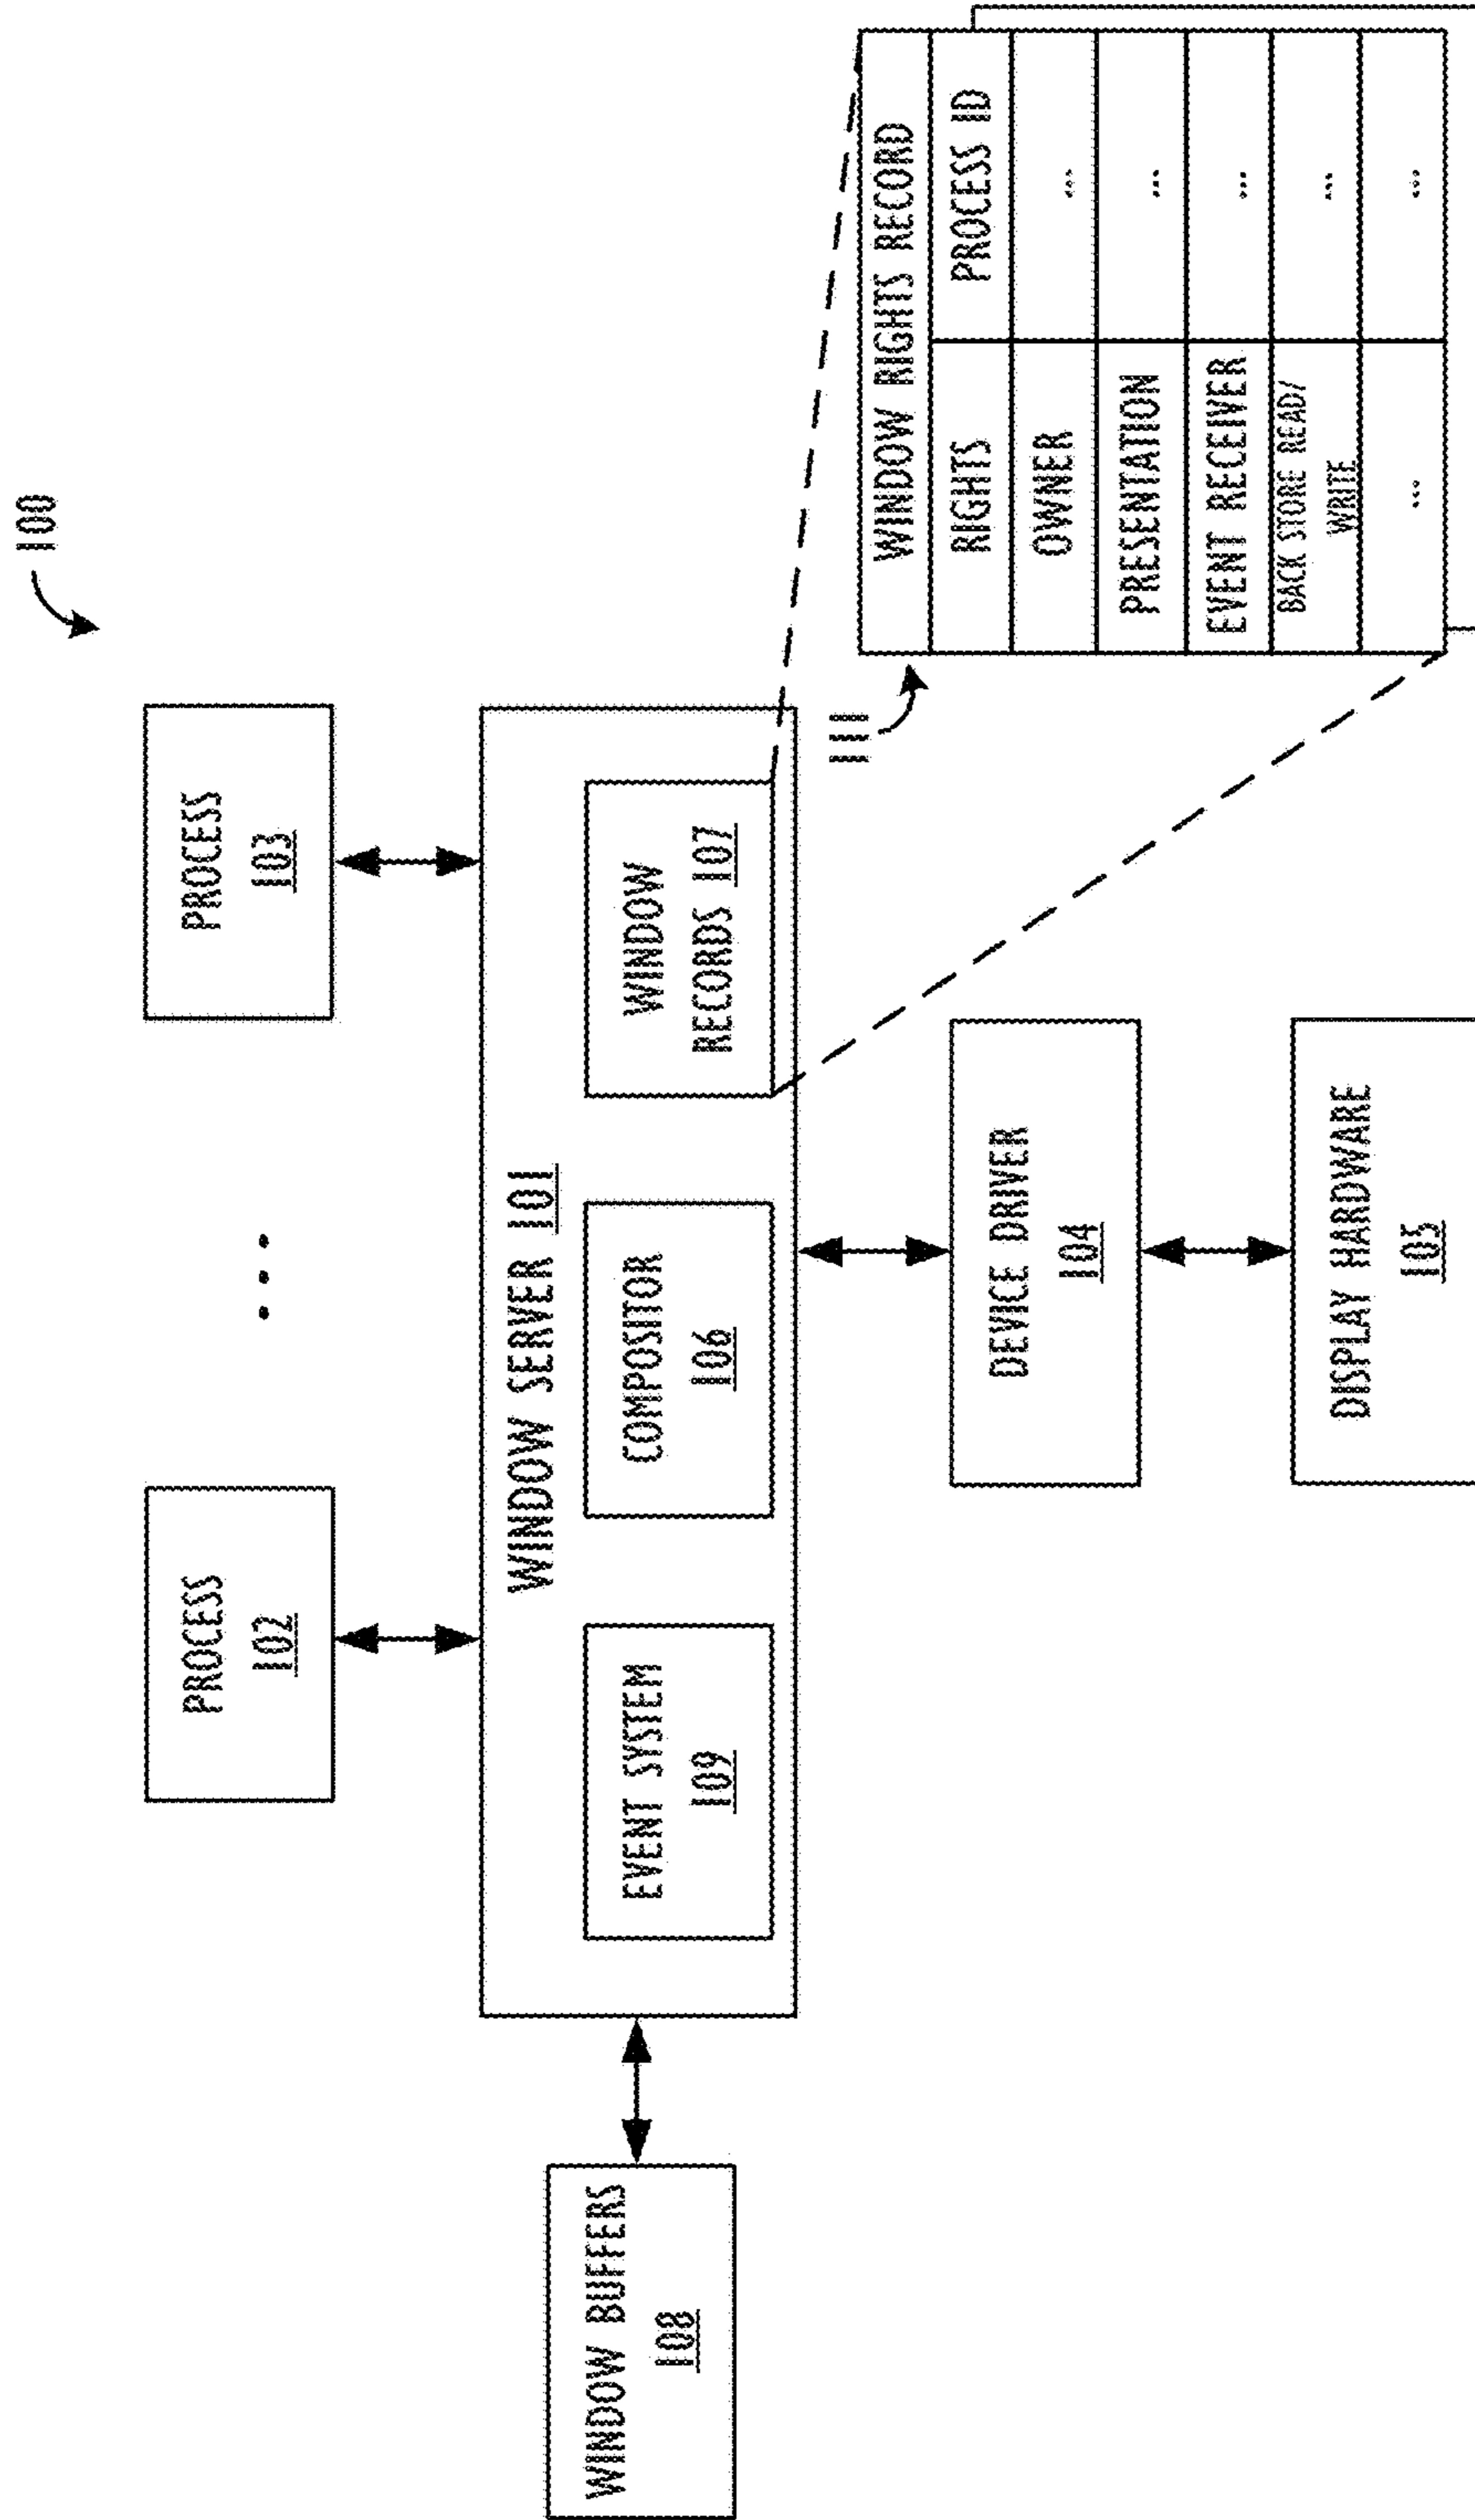 100
PROCESS
102
...
PROCESS
103
WINDOW SERVER 101
WINDOW BUFFERS
108
EVENT SYSTEM
109
COMPOSITOR
106
WINDOW
RECORDS 107
111
DEVICE DRIVER
104
DISPLAY HARDWARE
105
WINDOW RIGHTS RECORD
RIGHTS
PROCESS ID
OWNER
...
PRESENTATION
...
EVENT RECEIVER
...
BACK STORE READ/
WRITE
...
...
...